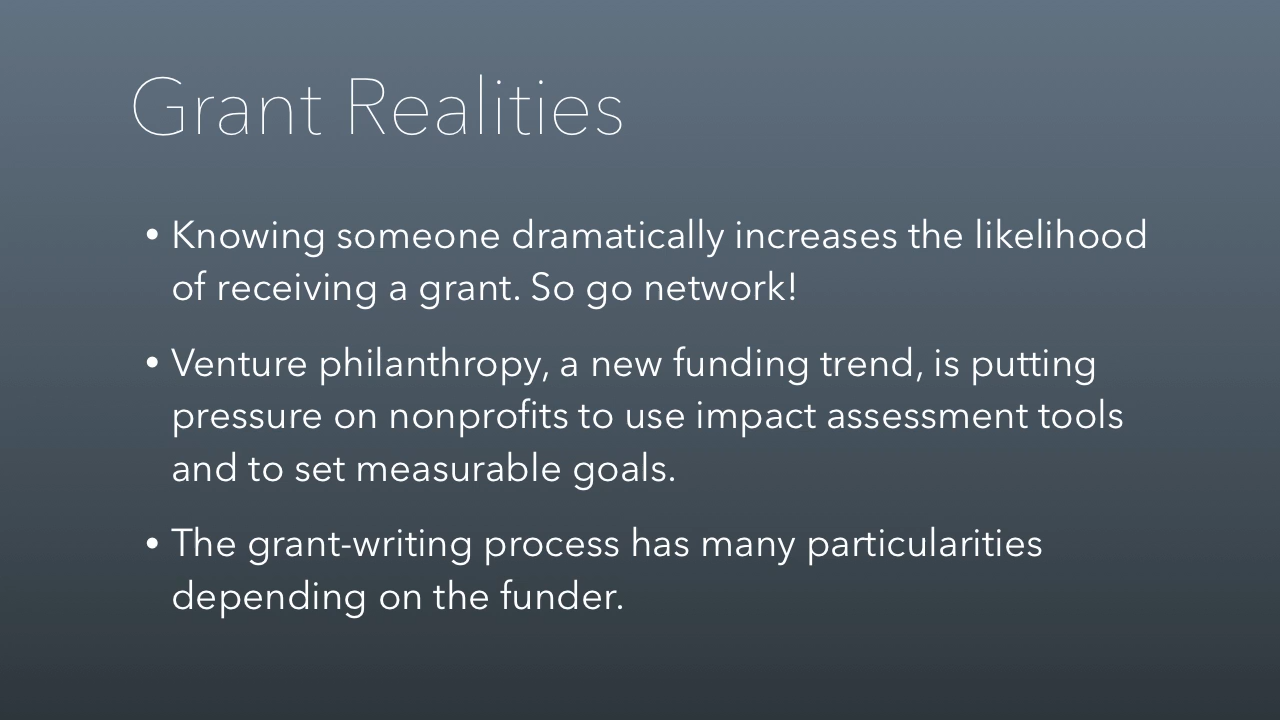 Grant Realities
• Knowing someone dramatically increases the likelihood
of receiving a grant. So go network!
• Venture philanthropy, a new funding trend, is putting
pressure on nonprofits to use impact assessment tools
and to set measurable goals.
• The grant-writing process has many particularities
depending on the funder.